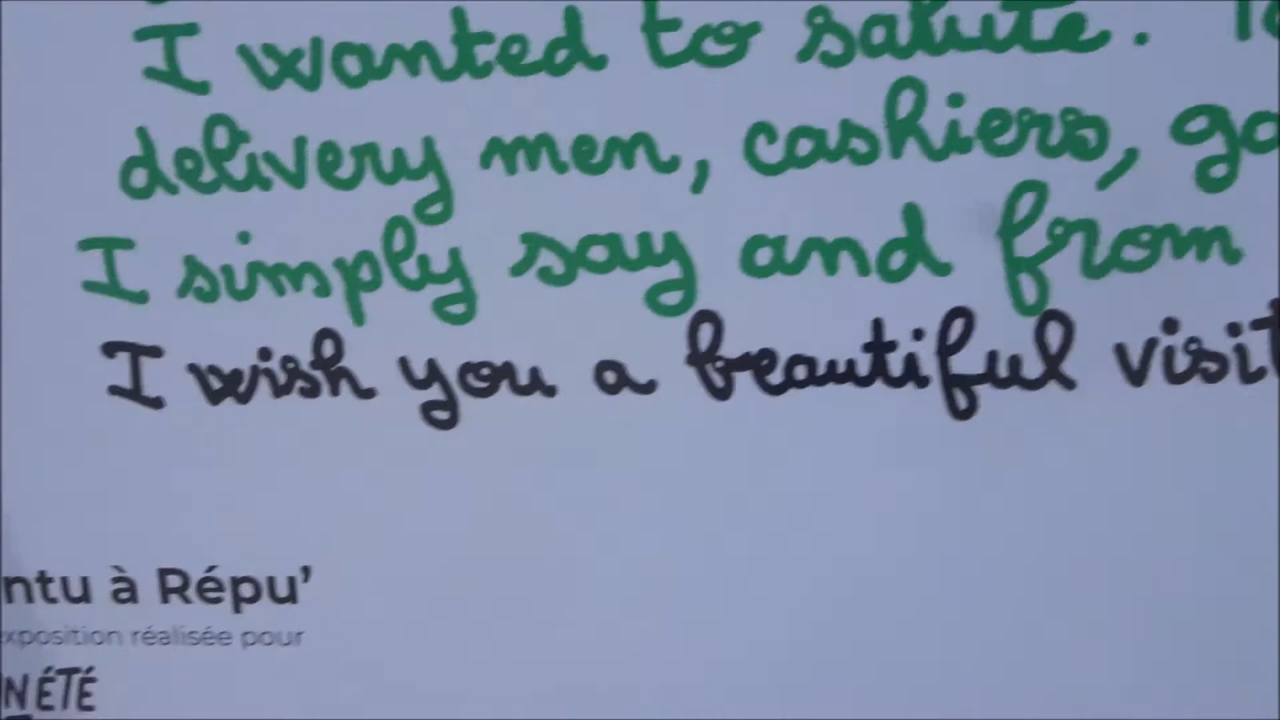 I wanted to salute.
delivery men, cashiers,
I simply say and from
I wish you a beautiful visit
ntu à Répu’
xposition réalisée pour
N ÉTÉ